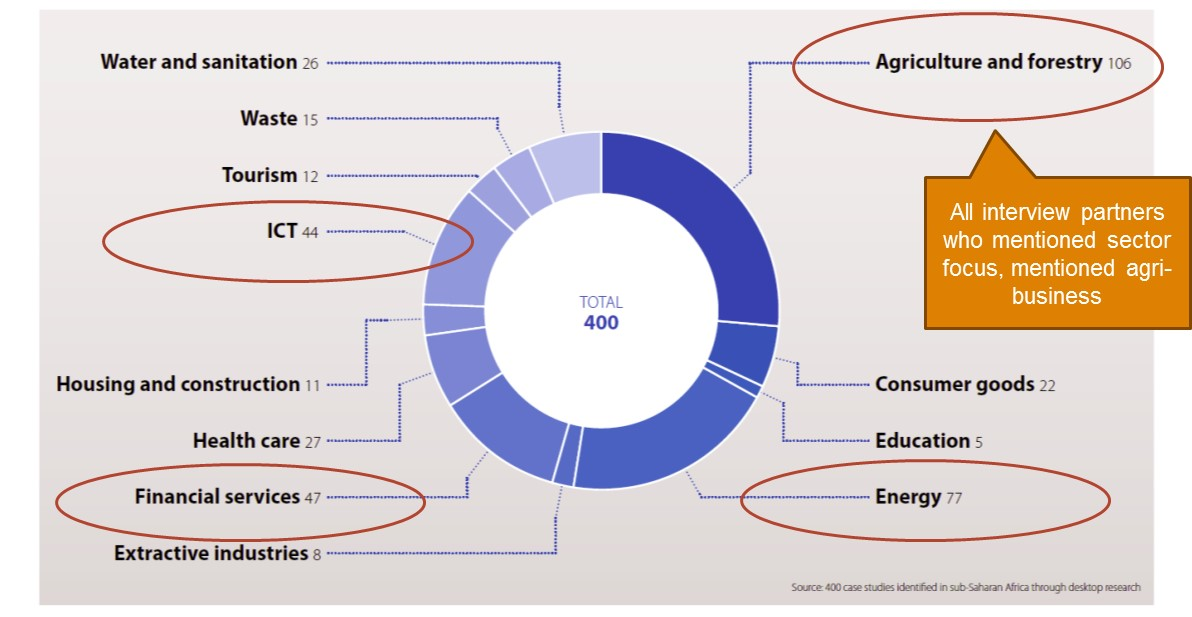 Water and sanitation 26
Agriculture and forestry 106
Waste 15
Tourism 12
ICT 44
All interview partners
who mentioned sector
focus, mentioned agri-
business
TOTAL
400
Housing and construction 11
Consumer goods 22
Health care 27
Education 5
Financial services 47
Energy 77
Extractive industries 8
Source: 400 case studies identified in sub-Saharan Africa through desktop research